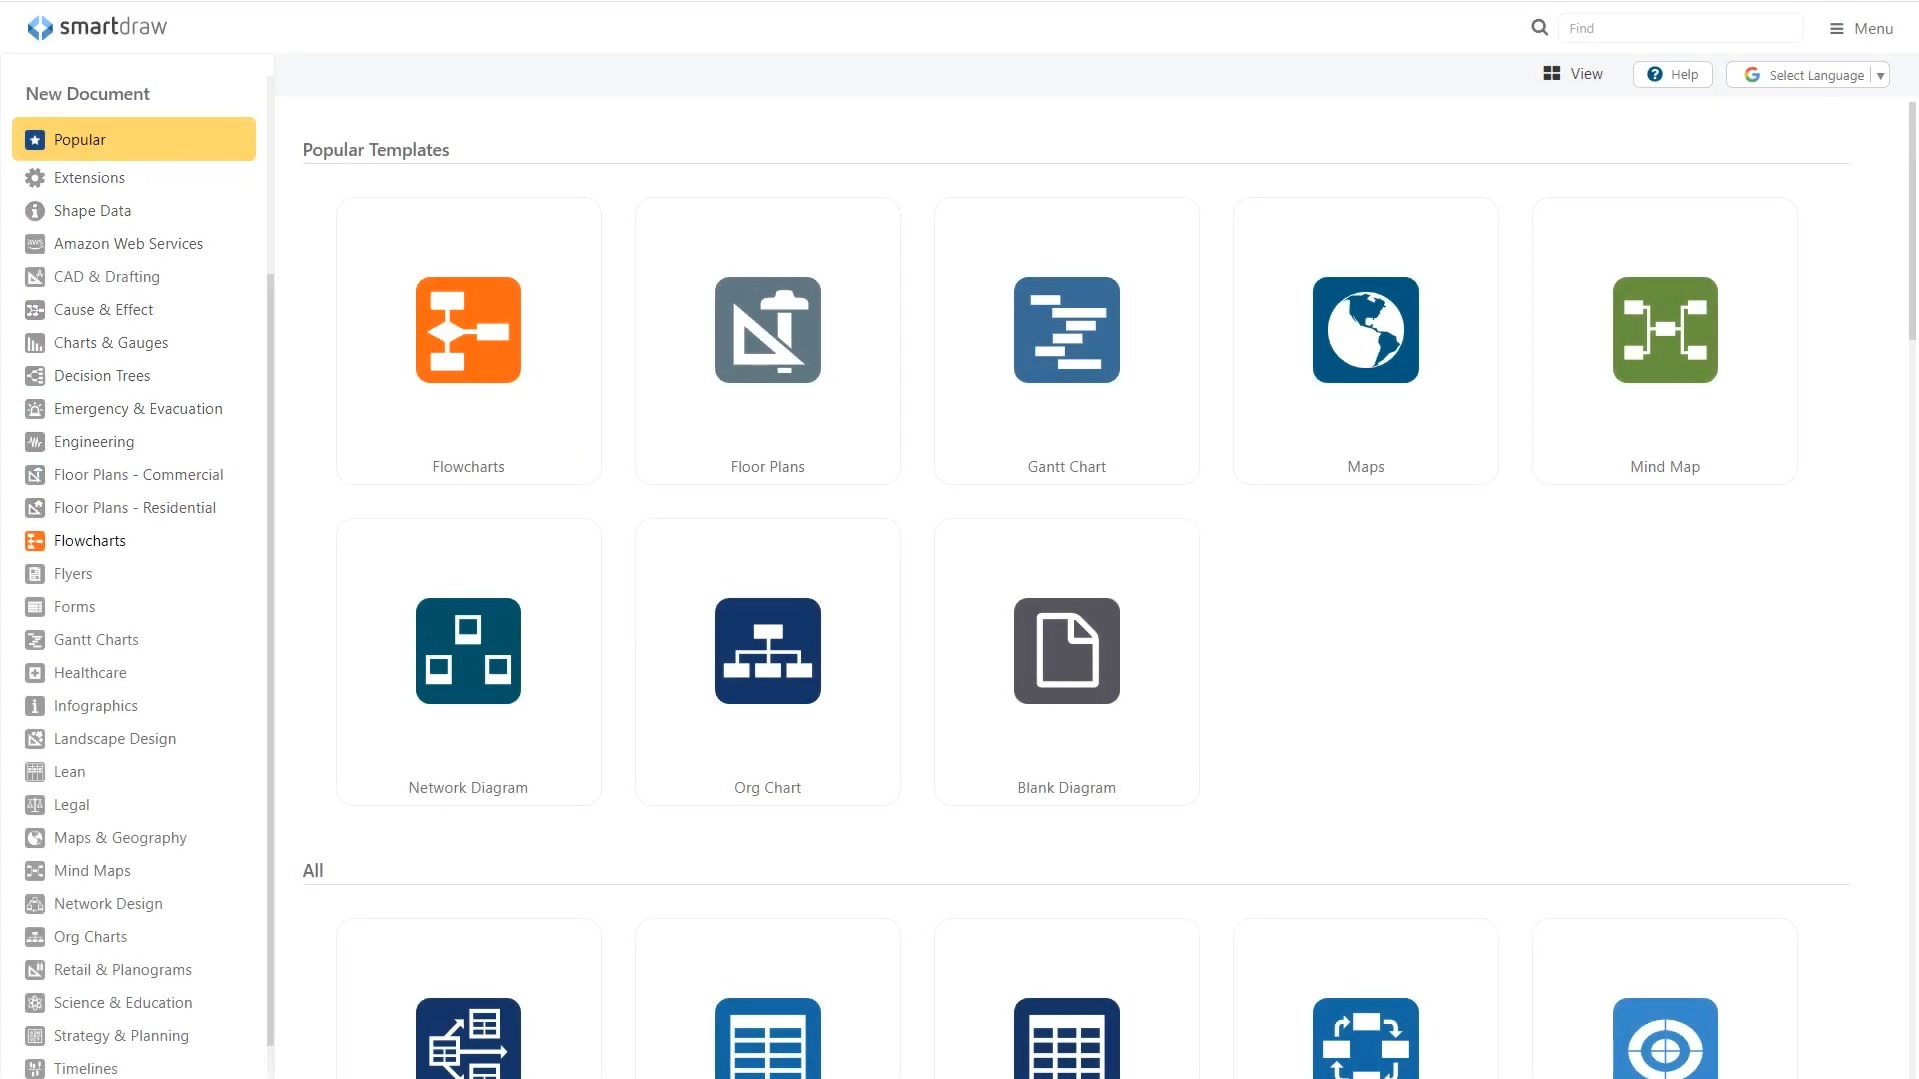 smartdraw
Find
Menu
View
Help
Select Language
New Document
Popular
Extensions
Shape Data
Amazon Web Services
CAD & Drafting
Cause & Effect
Charts & Gauges
Decision Trees
Emergency & Evacuation
Engineering
Floor Plans - Commercial
Floor Plans - Residential
Flowcharts
Flyers
Forms
Gantt Charts
Healthcare
Infographics
Landscape Design
Lean
Legal
Maps & Geography
Mind Maps
Network Design
Org Charts
Retail & Planograms
Science & Education
Strategy & Planning
Timelines
Popular Templates
Flowcharts
Floor Plans
Gantt Chart
Maps
Mind Map
Network Diagram
Org Chart
Blank Diagram
All